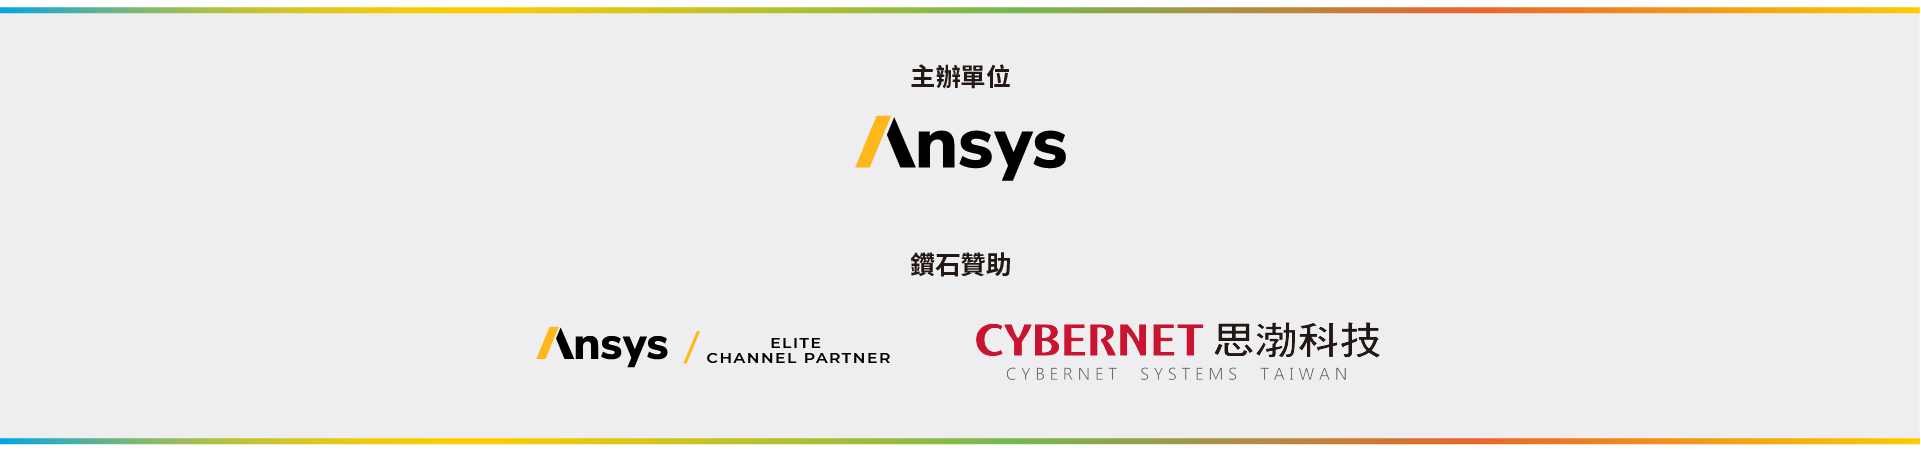 主辦單位
Ansys
鑽石贊助
Ansys / ELITE
CHANNEL PARTNER
CYBERNET 思渤科技
CYBERNET SYSTEMS TAIWAN